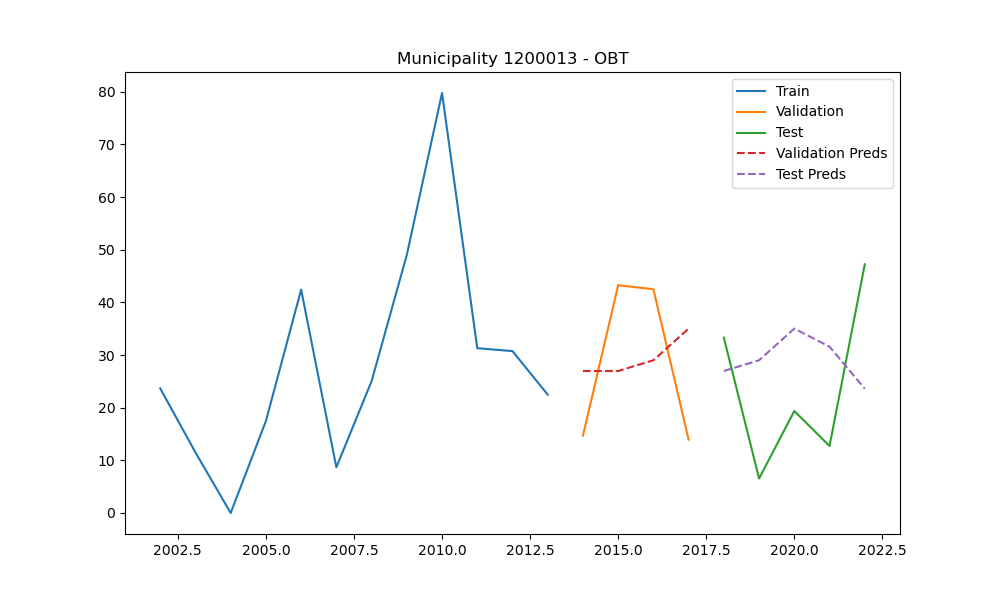 Municipality 1200013 - OBT
Train
Validation
Test
Validation Preds
Test Preds
80
70
60
50
40
30
20
10
0
2002.5 2005.0 2007.5 2010.0 2012.5 2015.0 2017.5 2020.0 2022.5